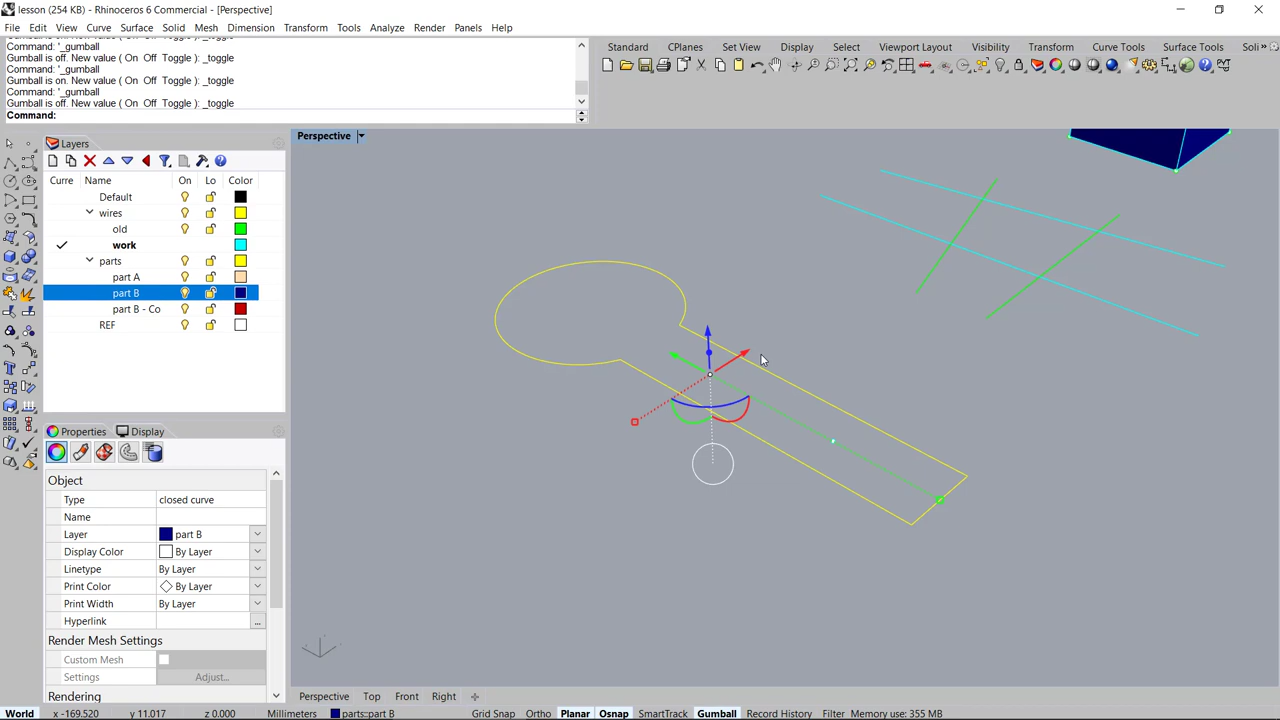 lesson (254 KB) - Rhinoceros 6 Commercial - [Perspective]
File Edit View Curve Surface Solid Mesh Dimension Transform Tools Analyze Render Panels Help
Command: '_gumball
Gumball is off. New value ( On Off Toggle ): _toggle
Command: '_gumball
Gumball is on. New value ( On Off Toggle ): _toggle
Command: '_gumball
Gumball is off. New value ( On Off Toggle ): _toggle
Command:
Standard CPlanes Set View Display Select Viewport Layout Visibility Transform Curve Tools Surface Tools Soli »
Layers
Perspective
Curre Name On Lo Color
Default
wires
old
work
parts
part A
part B
part B - Co
REF
Properties Display
Object
Type closed curve
Name
Layer part B
Display Color By Layer
Linetype By Layer
Print Color By Layer
Print Width By Layer
Hyperlink ...
Render Mesh Settings
Custom Mesh
Settings Adjust...
Rendering
Perspective Top Front Right
World x -169.520 y 11.017 z 0.000 Millimeters parts::part B Grid Snap Ortho Planar Osnap SmartTrack Gumball Record History Filter Memory use: 355 MB